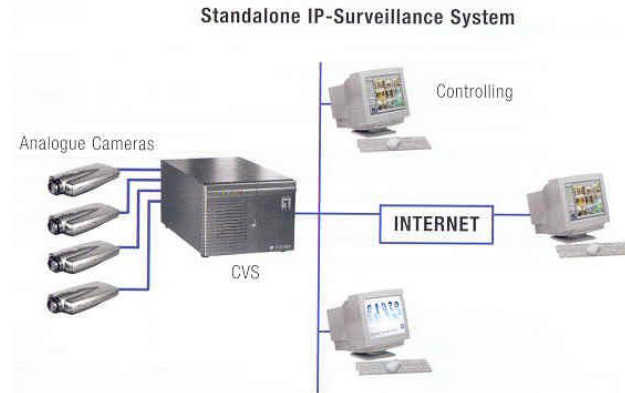 Standalone IP-Surveillance System
Controlling
Analogue Cameras
INTERNET
CVS